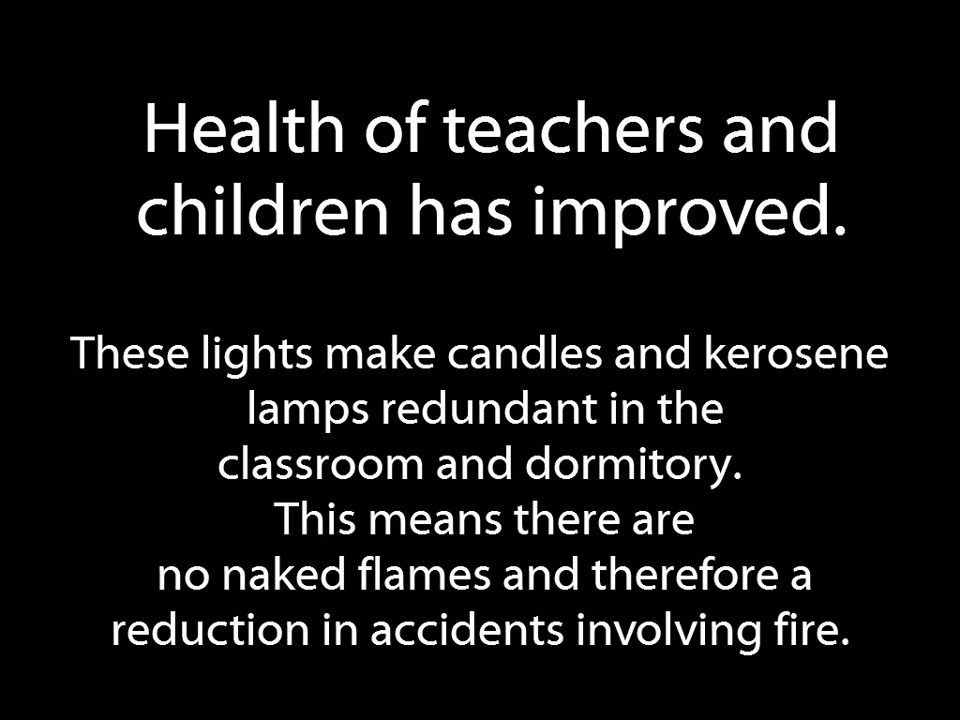 Health of teachers and
children has improved.
These lights make candles and kerosene
lamps redundant in the
classroom and dormitory.
This means there are
no naked flames and therefore a
reduction in accidents involving fire.